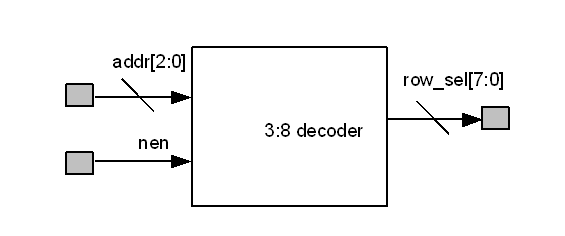 addr[2:0]
row_sel[7:0]
3:8 decoder
nen